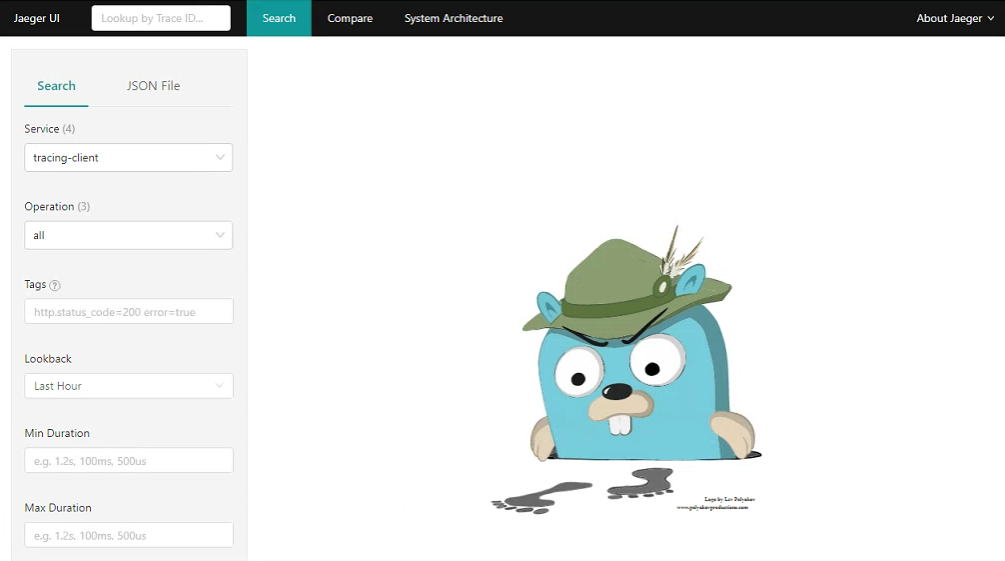 Jaeger UI
Lookup by Trace ID...
Search
Compare
System Architecture
About Jaeger
Search
JSON File
Service (4)
tracing-client
Operation (3)
all
Tags ?
http.status_code=200 error=true
Lookback
Last Hour
Min Duration
e.g. 1.2s, 100ms, 500us
Max Duration
e.g. 1.2s, 100ms, 500us
Logo by Lev Polyakov
www.polyakovproductions.com